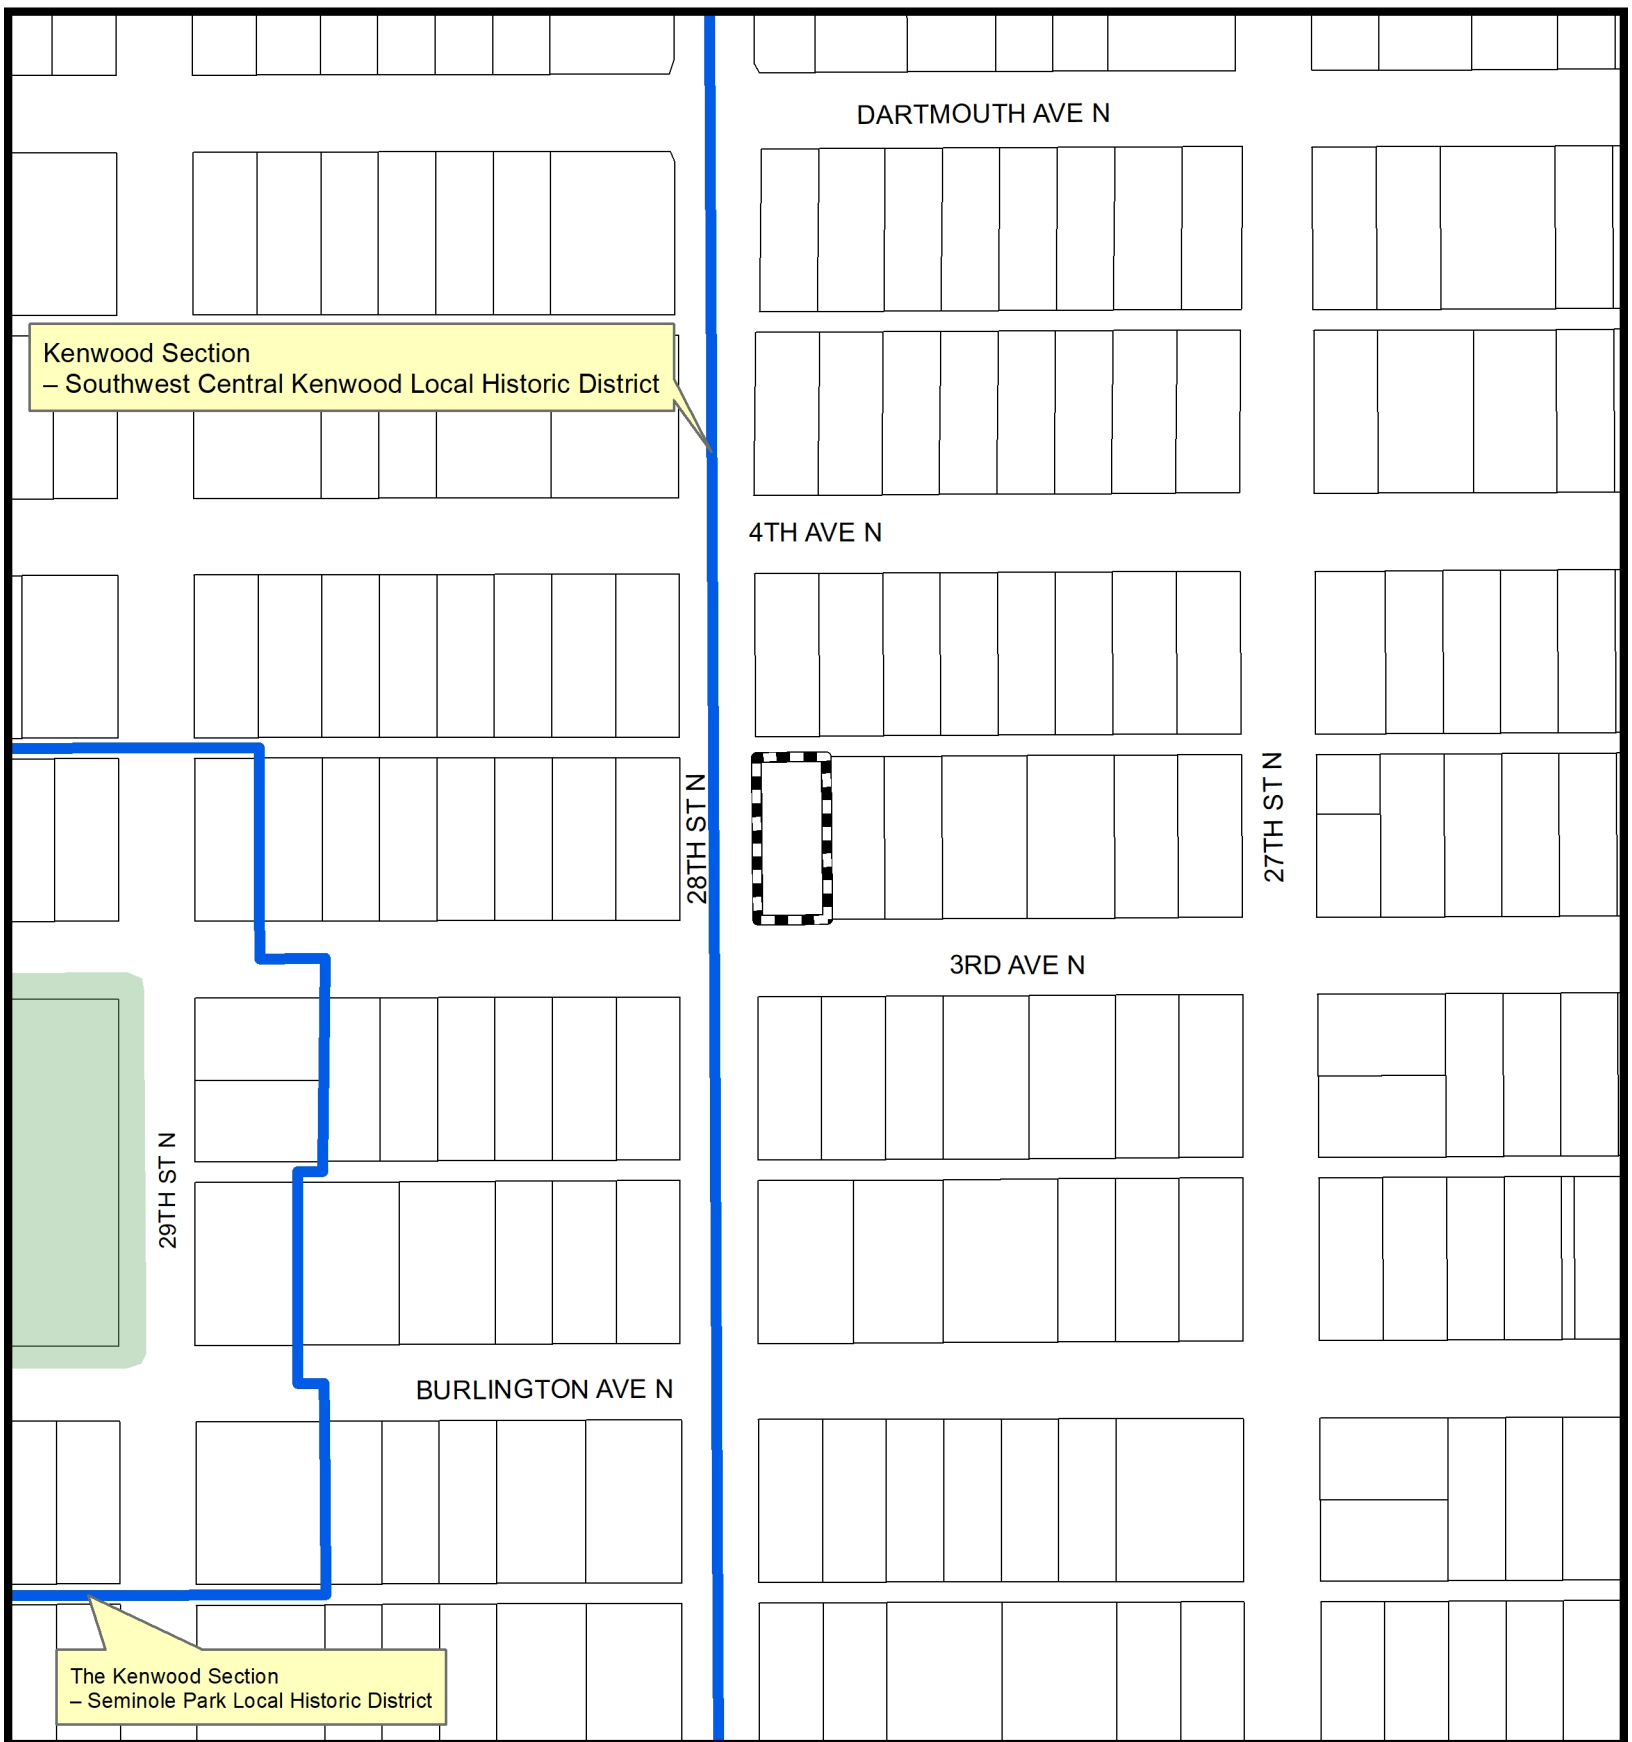 DARTMOUTH AVE N
Kenwood Section
– Southwest Central Kenwood Local Historic District
4TH AVE N
28TH ST N
27TH ST N
3RD AVE N
29TH ST N
BURLINGTON AVE N
The Kenwood Section
– Seminole Park Local Historic District